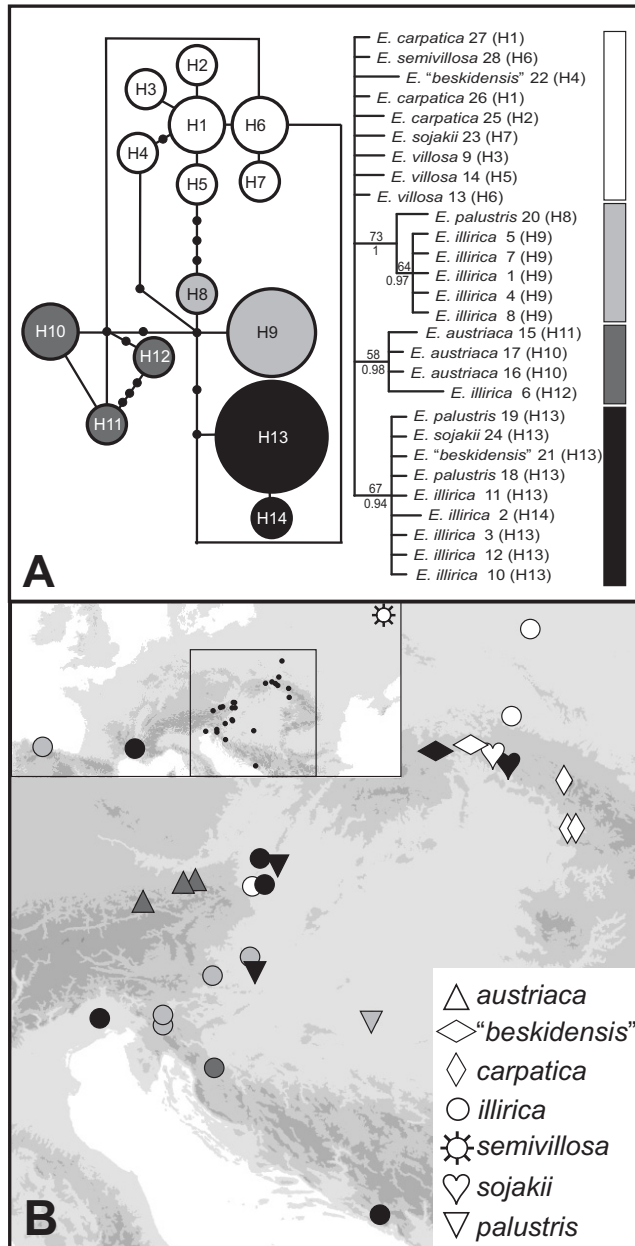 H2
H3
H1
H6
H4
H5
H7
H8
H10
H12
H9
H11
H13
H14
A
E. carpatica 27 (H1)
E. semivillosa 28 (H6)
E. "beskidensis" 22 (H4)
E. carpatica 26 (H1)
E. carpatica 25 (H2)
E. sojakii 23 (H7)
E. villosa 9 (H3)
E. villosa 14 (H5)
E. villosa 13 (H6)
E. palustris 20 (H8)
73
1
E. illirica 5 (H9)
E. illirica 7 (H9)
64
0.97
E. illirica 1 (H9)
E. illirica 4 (H9)
E. illirica 8 (H9)
E. austriaca 15 (H11)
58
0.98
E. austriaca 17 (H10)
E. austriaca 16 (H10)
E. illirica 6 (H12)
E. palustris 19 (H13)
E. sojakii 24 (H13)
E. "beskidensis" 21 (H13)
E. palustris 18 (H13)
67
0.94
E. illirica 11 (H13)
E. illirica 2 (H14)
E. illirica 3 (H13)
E. illirica 12 (H13)
E. illirica 10 (H13)
austriaca
"beskidensis"
carpatica
illirica
semivillosa
sojakii
palustris
B